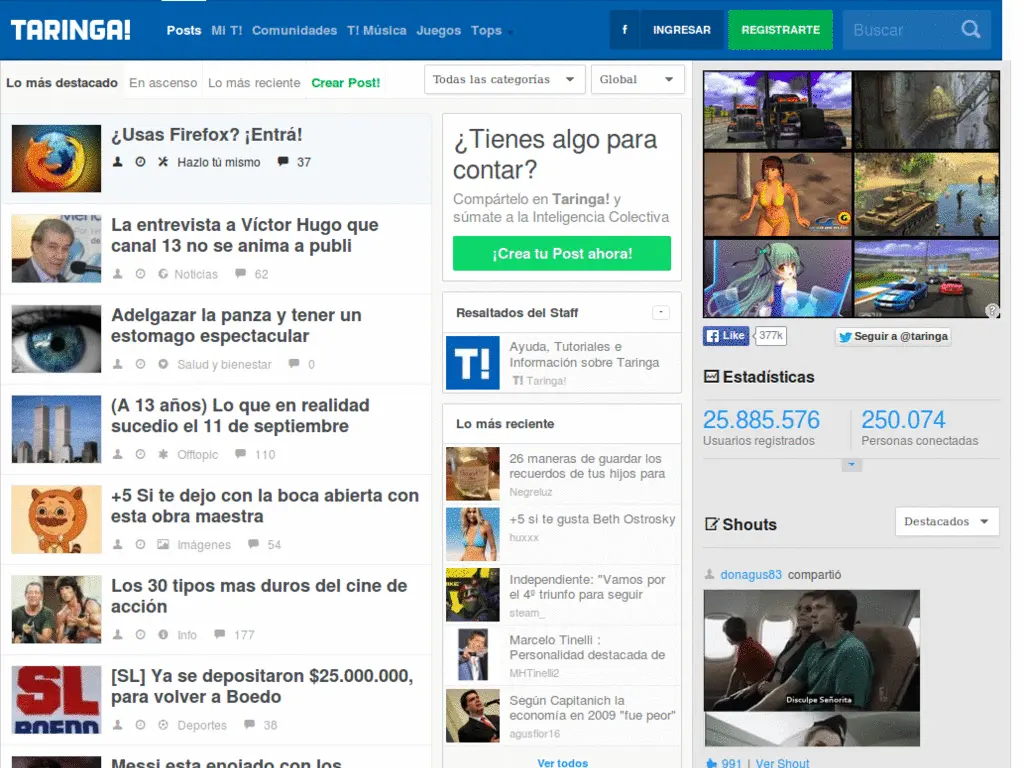 TARINGA!
Posts Mi T! Comunidades T! Música Juegos Tops
f INGRESAR REGISTRARTE Buscar
Lo más destacado En ascenso Lo más reciente Crear Post!
Todas las categorías Global
¿Usas Firefox? ¡Entrá!
Hazlo tú mismo 37
La entrevista a Víctor Hugo que
canal 13 no se anima a publi
Noticias 62
Adelgazar la panza y tener un
estomago espectacular
Salud y bienestar 0
(A 13 años) Lo que en realidad
sucedio el 11 de septiembre
Offtopic 110
+5 Si te dejo con la boca abierta con
esta obra maestra
Imágenes 54
Los 30 tipos mas duros del cine de
acción
Info 177
SL
BOEDO
[SL] Ya se depositaron $25.000.000,
para volver a Boedo
Deportes 38
Messi esta enojado con los
¿Tienes algo para
contar?
Compártelo en Taringa! y
súmate a la Inteligencia Colectiva
¡Crea tu Post ahora!
Resaltados del Staff -
T!
Ayuda, Tutoriales e
Información sobre Taringa
T! Taringa!
Lo más reciente
26 maneras de guardar los
recuerdos de tus hijos para
Negreluz
+5 si te gusta Beth Ostrosky
huxxx
Independiente: "Vamos por
el 4º triunfo para seguir
steam_
Marcelo Tinelli :
Personalidad destacada de
MHTinelli2
Según Capitanich la
economía en 2009 "fue peor"
agusflor16
Ver todos
Like 377k
Seguir a @taringa
Estadísticas
25.885.576
Usuarios registrados
250.074
Personas conectadas
Shouts
Destacados
donagus83 compartió
Disculpe Señorita
991 | Ver Shout